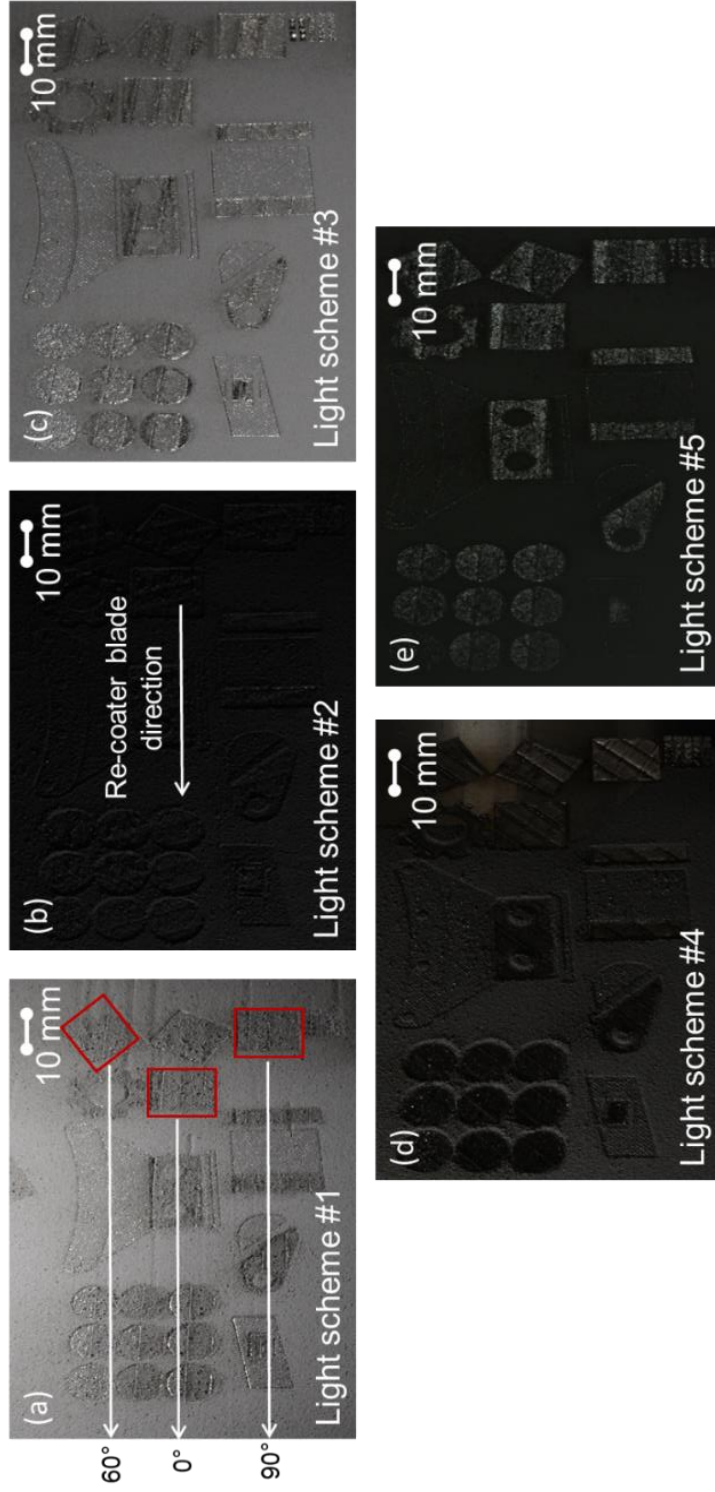 (a)
10 mm
60°
0°
90°
Light scheme #1
(b)
10 mm
Re-coater blade
direction
Light scheme #2
(c)
10 mm
Light scheme #3
(d)
10 mm
Light scheme #4
(e)
10 mm
Light scheme #5